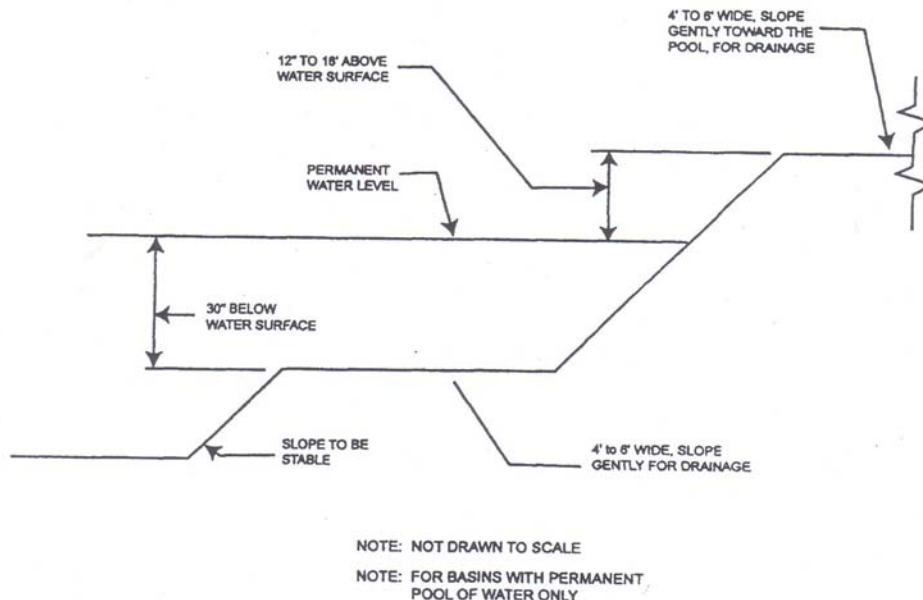 4' TO 6' WIDE, SLOPE
GENTLY TOWARD THE
POOL, FOR DRAINAGE
12" TO 18' ABOVE
WATER SURFACE
PERMANENT
WATER LEVEL
30" BELOW
WATER SURFACE
SLOPE TO BE
STABLE
4' to 6' WIDE, SLOPE
GENTLY FOR DRAINAGE
NOTE: NOT DRAWN TO SCALE
NOTE: FOR BASINS WITH PERMANENT
POOL OF WATER ONLY